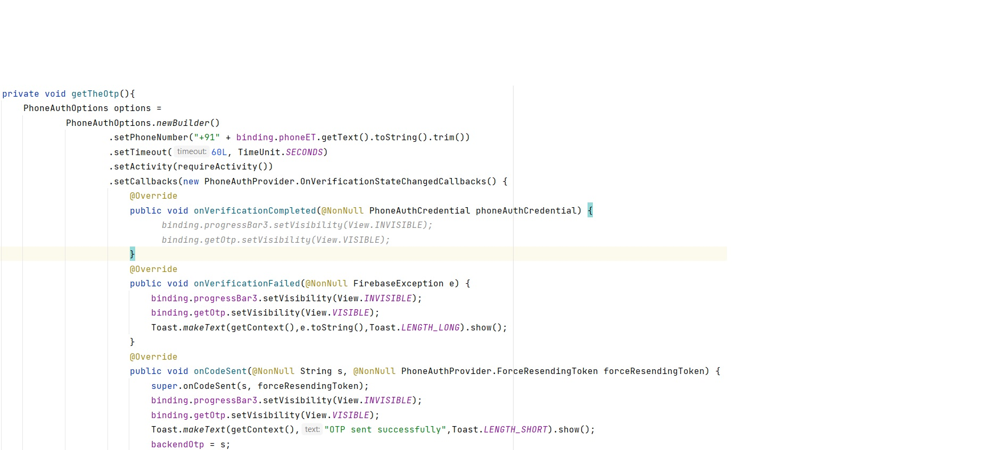 private void getTheOtp(){
PhoneAuthOptions options =
PhoneAuthOptions.newBuilder()
.setPhoneNumber("+91" + binding.phoneET.getText().toString().trim())
.setTimeout( timeout: 60L, TimeUnit.SECONDS)
.setActivity(requireActivity())
.setCallbacks(new PhoneAuthProvider.OnVerificationStateChangedCallbacks() {
@Override
public void onVerificationCompleted(@NonNull PhoneAuthCredential phoneAuthCredential) {
binding.progressBar3.setVisibility(View.INVISIBLE);
binding.getOtp.setVisibility(View.VISIBLE);
}
@Override
public void onVerificationFailed(@NonNull FirebaseException e) {
binding.progressBar3.setVisibility(View.INVISIBLE);
binding.getOtp.setVisibility(View.VISIBLE);
Toast.makeText(getContext(),e.toString(),Toast.LENGTH_LONG).show();
}
@Override
public void onCodeSent(@NonNull String s, @NonNull PhoneAuthProvider.ForceResendingToken forceResendingToken) {
super.onCodeSent(s, forceResendingToken);
binding.progressBar3.setVisibility(View.INVISIBLE);
binding.getOtp.setVisibility(View.VISIBLE);
Toast.makeText(getContext(), text: "OTP sent successfully",Toast.LENGTH_SHORT).show();
backendOtp = s;